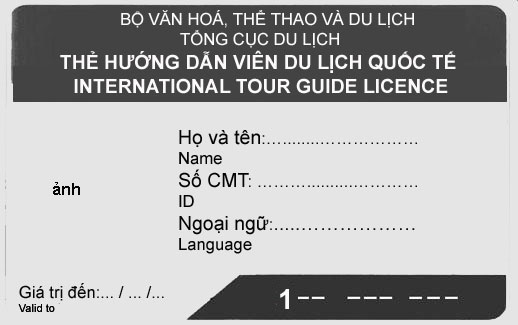 BỘ VĂN HOÁ, THỂ THAO VÀ DU LỊCH
TỔNG CỤC DU LỊCH
THẺ HƯỚNG DẪN VIÊN DU LỊCH QUỐC TẾ
INTERNATIONAL TOUR GUIDE LICENCE
Họ và tên:….........………………
Name
ảnh
Số CMT: ……….........…………
ID
Ngoại ngữ:.....………………
Language
Giá trị đến:... / ... /...
Valid to
1–– ––– –––